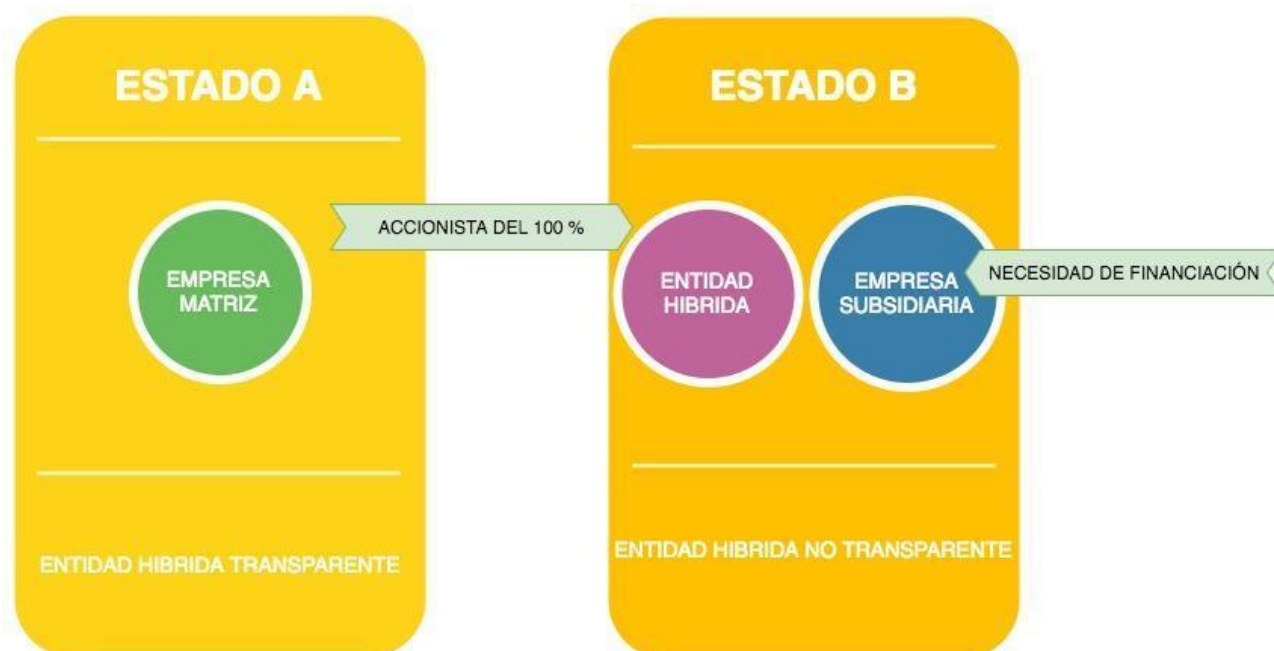 ESTADO A
EMPRESA
MATRIZ
ENTIDAD HIBRIDA TRANSPARENTE
ACCIONISTA DEL 100 %
ESTADO B
ENTIDAD
HIBRIDA
EMPRESA
SUBSIDIARIA
NECESIDAD DE FINANCIACIÓN
ENTIDAD HIBRIDA NO TRANSPARENTE